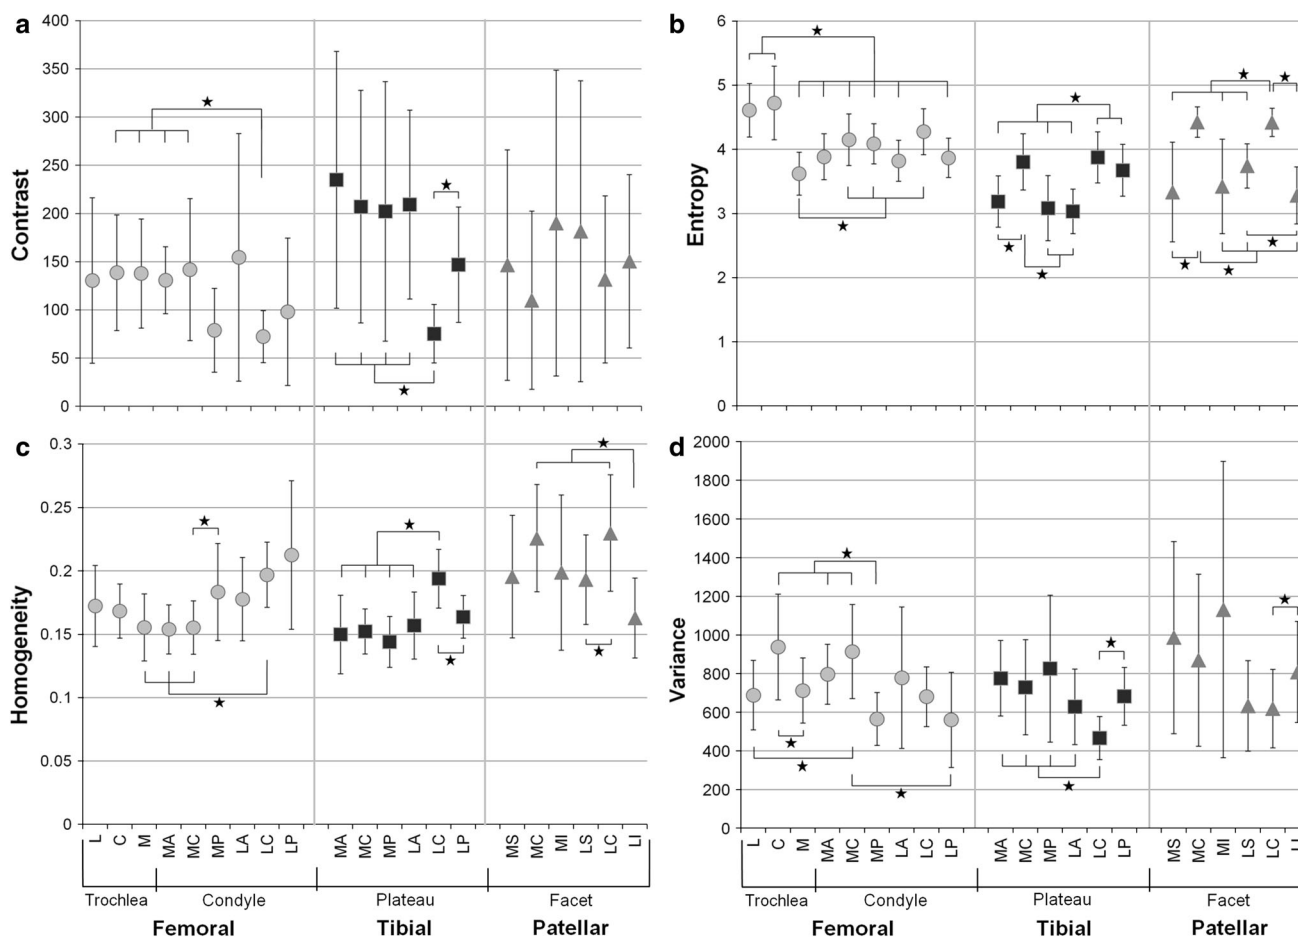 a
400
350
300
250
200
150
100
50
0
Contrast
b
6
5
4
3
2
1
0
Entropy
c
0.3
0.25
0.2
0.15
0.1
0.05
0
Homogeneity
L C M MA MC MP LA LC LP MA MC MP LA LC LP MS MC MI LS LC LI
Trochlea Condyle Plateau Facet
Femoral Tibial Patellar
d
2000
1800
1600
1400
1200
1000
800
600
400
200
0
Variance
L C M MA MC MP LA LC LP MA MC MP LA LC LP MS MC MI LS LC LI
Trochlea Condyle Plateau Facet
Femoral Tibial Patellar